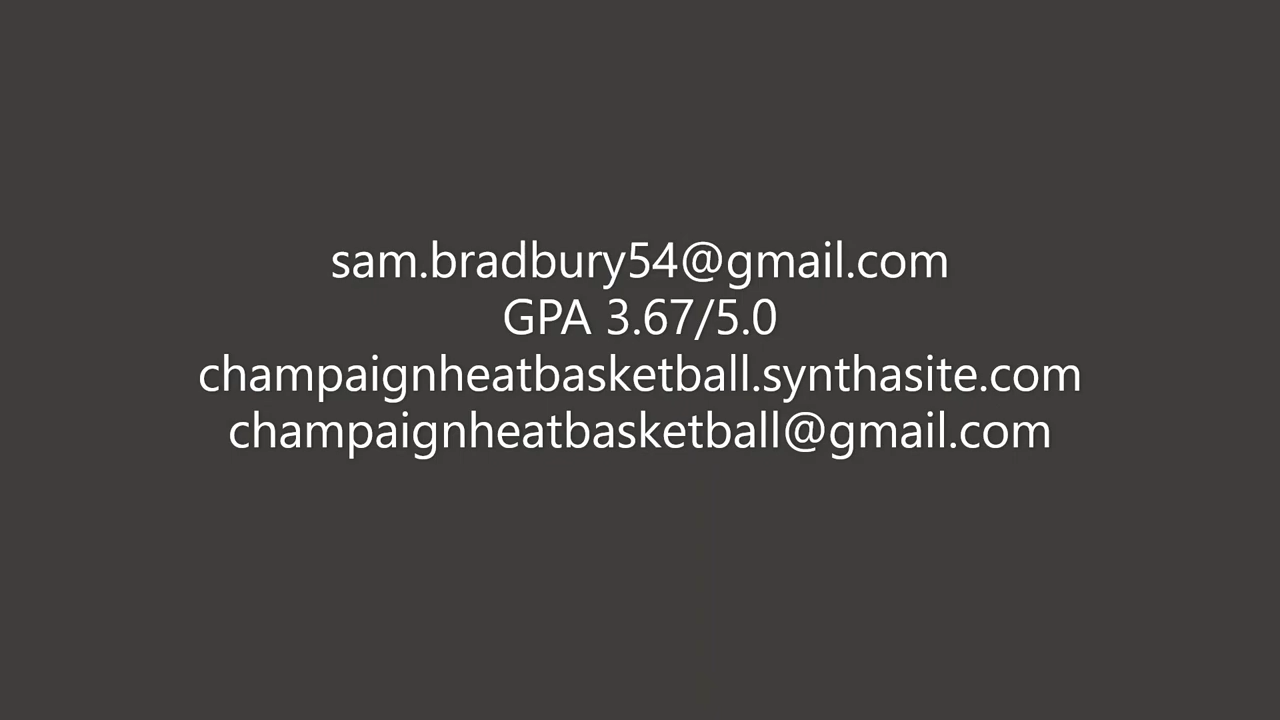 sam.bradbury54@gmail.com
GPA 3.67/5.0
champaignheatbasketball.synthasite.com
champaignheatbasketball@gmail.com